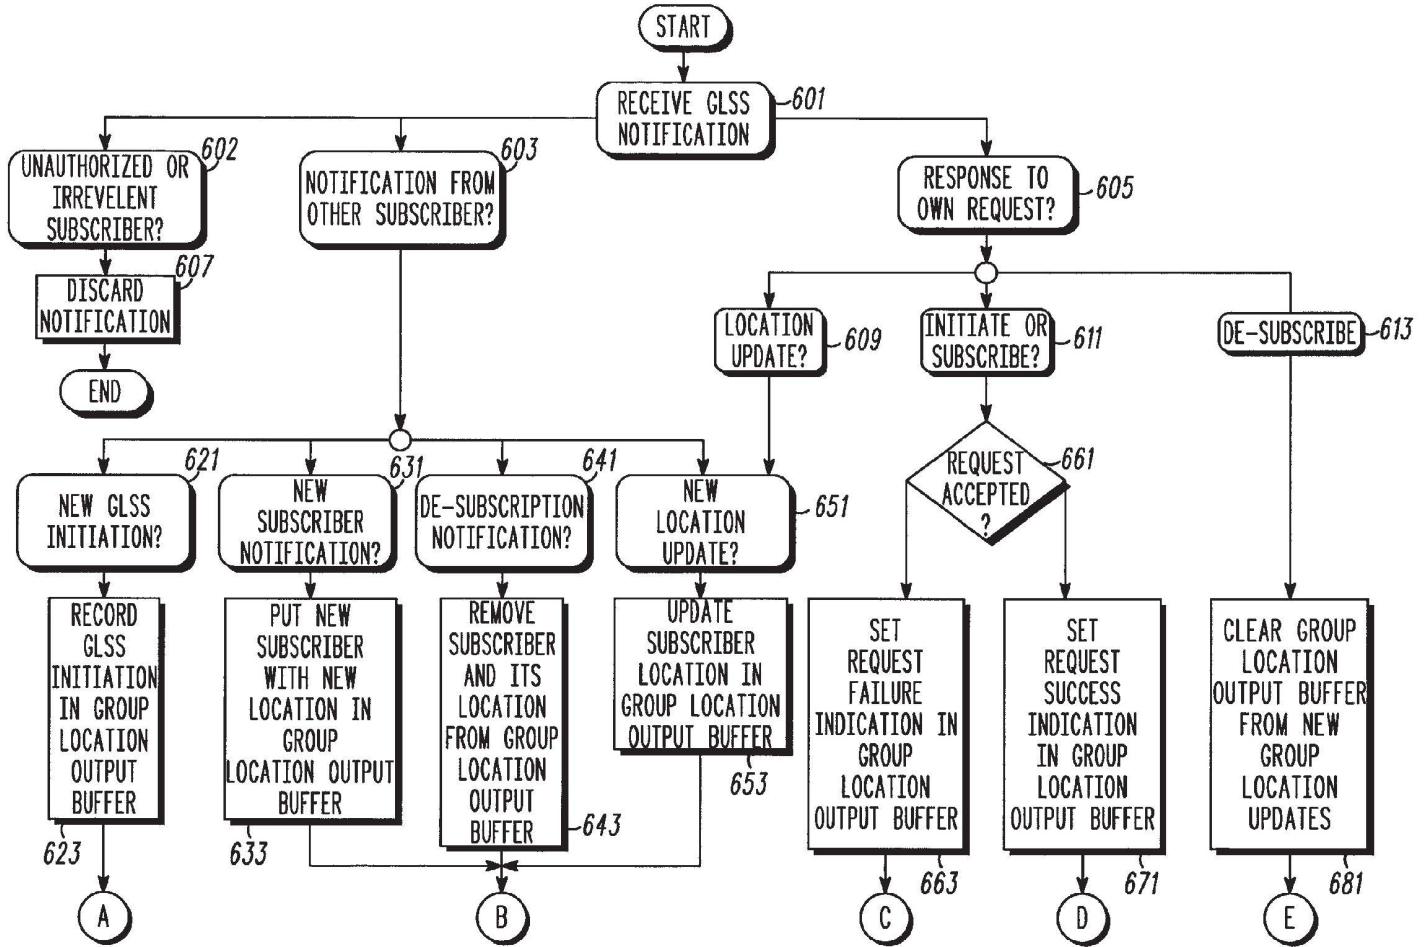 START
RECEIVE GLSS
NOTIFICATION
601
UNAUTHORIZED OR
IRREVELENT
SUBSCRIBER?
602
NOTIFICATION FROM
OTHER SUBSCRIBER?
603
RESPONSE TO
OWN REQUEST?
605
DISCARD
NOTIFICATION
607
END
LOCATION
UPDATE?
609
INITIATE OR
SUBSCRIBE?
611
DE-SUBSCRIBE
613
NEW GLSS
INITIATION?
621
NEW
SUBSCRIBER
NOTIFICATION?
631
DE-SUBSCRIPTION
NOTIFICATION?
641
NEW
LOCATION
UPDATE?
651
REQUEST
ACCEPTED
?
661
RECORD
GLSS
INITIATION
IN GROUP
LOCATION
OUTPUT
BUFFER
623
PUT NEW
SUBSCRIBER
WITH NEW
LOCATION IN
GROUP
LOCATION OUTPUT
BUFFER
633
REMOVE
SUBSCRIBER
AND ITS
LOCATION
FROM GROUP
LOCATION
OUTPUT
BUFFER
643
UPDATE
SUBSCRIBER
LOCATION IN
GROUP LOCATION
OUTPUT BUFFER
653
SET
REQUEST
FAILURE
INDICATION IN
GROUP
LOCATION
OUTPUT BUFFER
663
SET
REQUEST
SUCCESS
INDICATION
IN GROUP
LOCATION
OUTPUT BUFFER
671
CLEAR GROUP
LOCATION
OUTPUT BUFFER
FROM NEW
GROUP
LOCATION
UPDATES
681
A
B
C
D
E